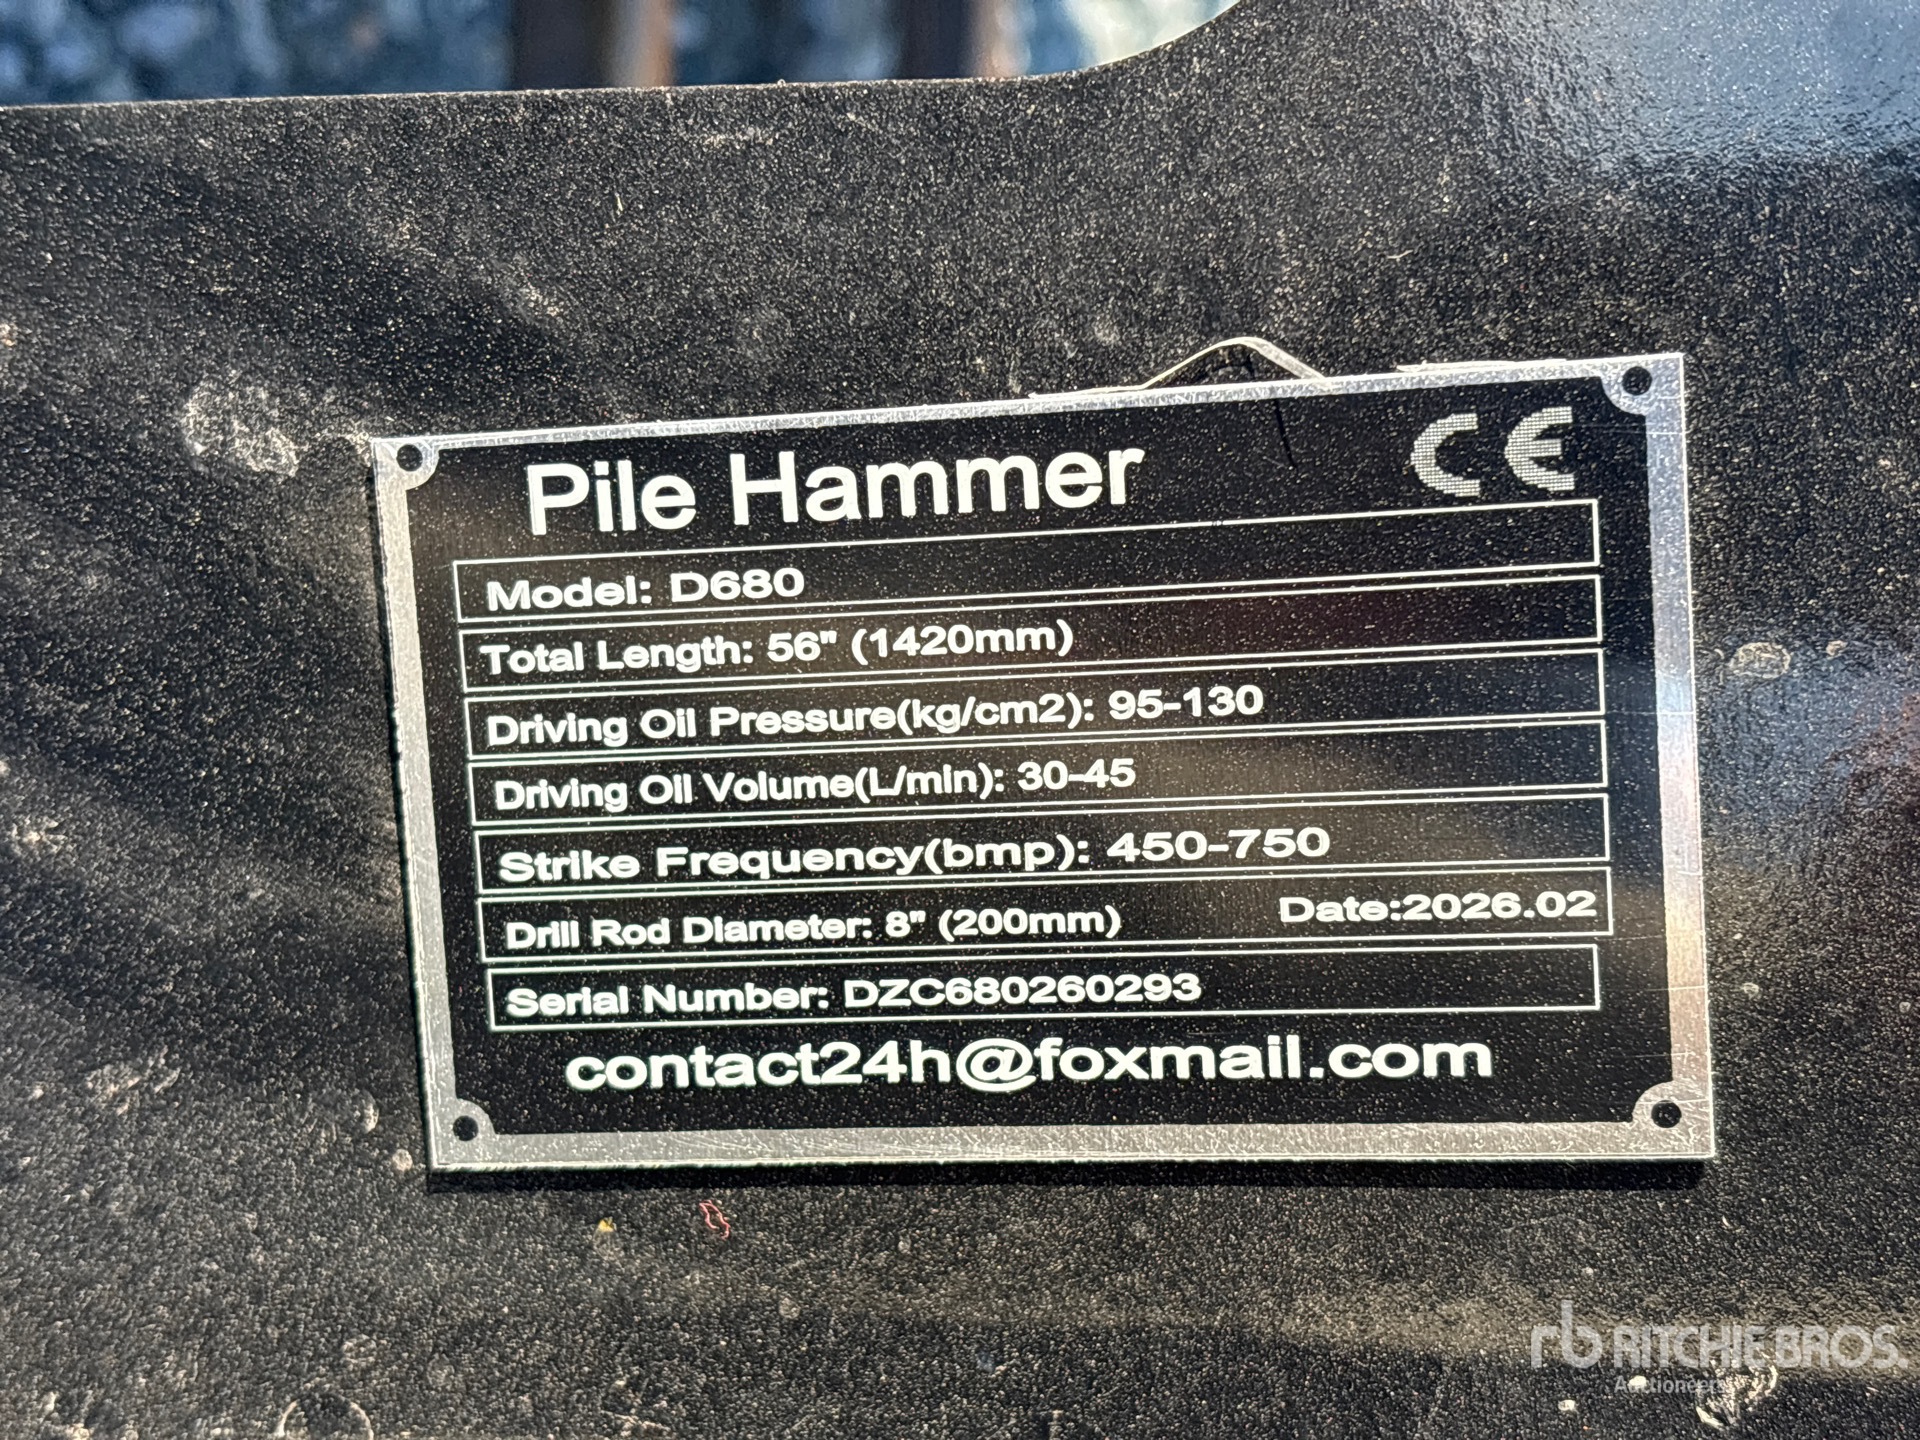 Pile Hammer
CE
Model: D680
Total Length: 56" (1420mm)
Driving Oil Pressure(kg/cm2): 95-130
Driving Oil Volume(L/min): 30-45
Strike Frequency(bmp): 450-750
Drill Rod Diameter: 8" (200mm) Date:2026.02
Serial Number: DZC680260293
contact24h@foxmail.com
rb RITCHIE BROS.
Auctioneers